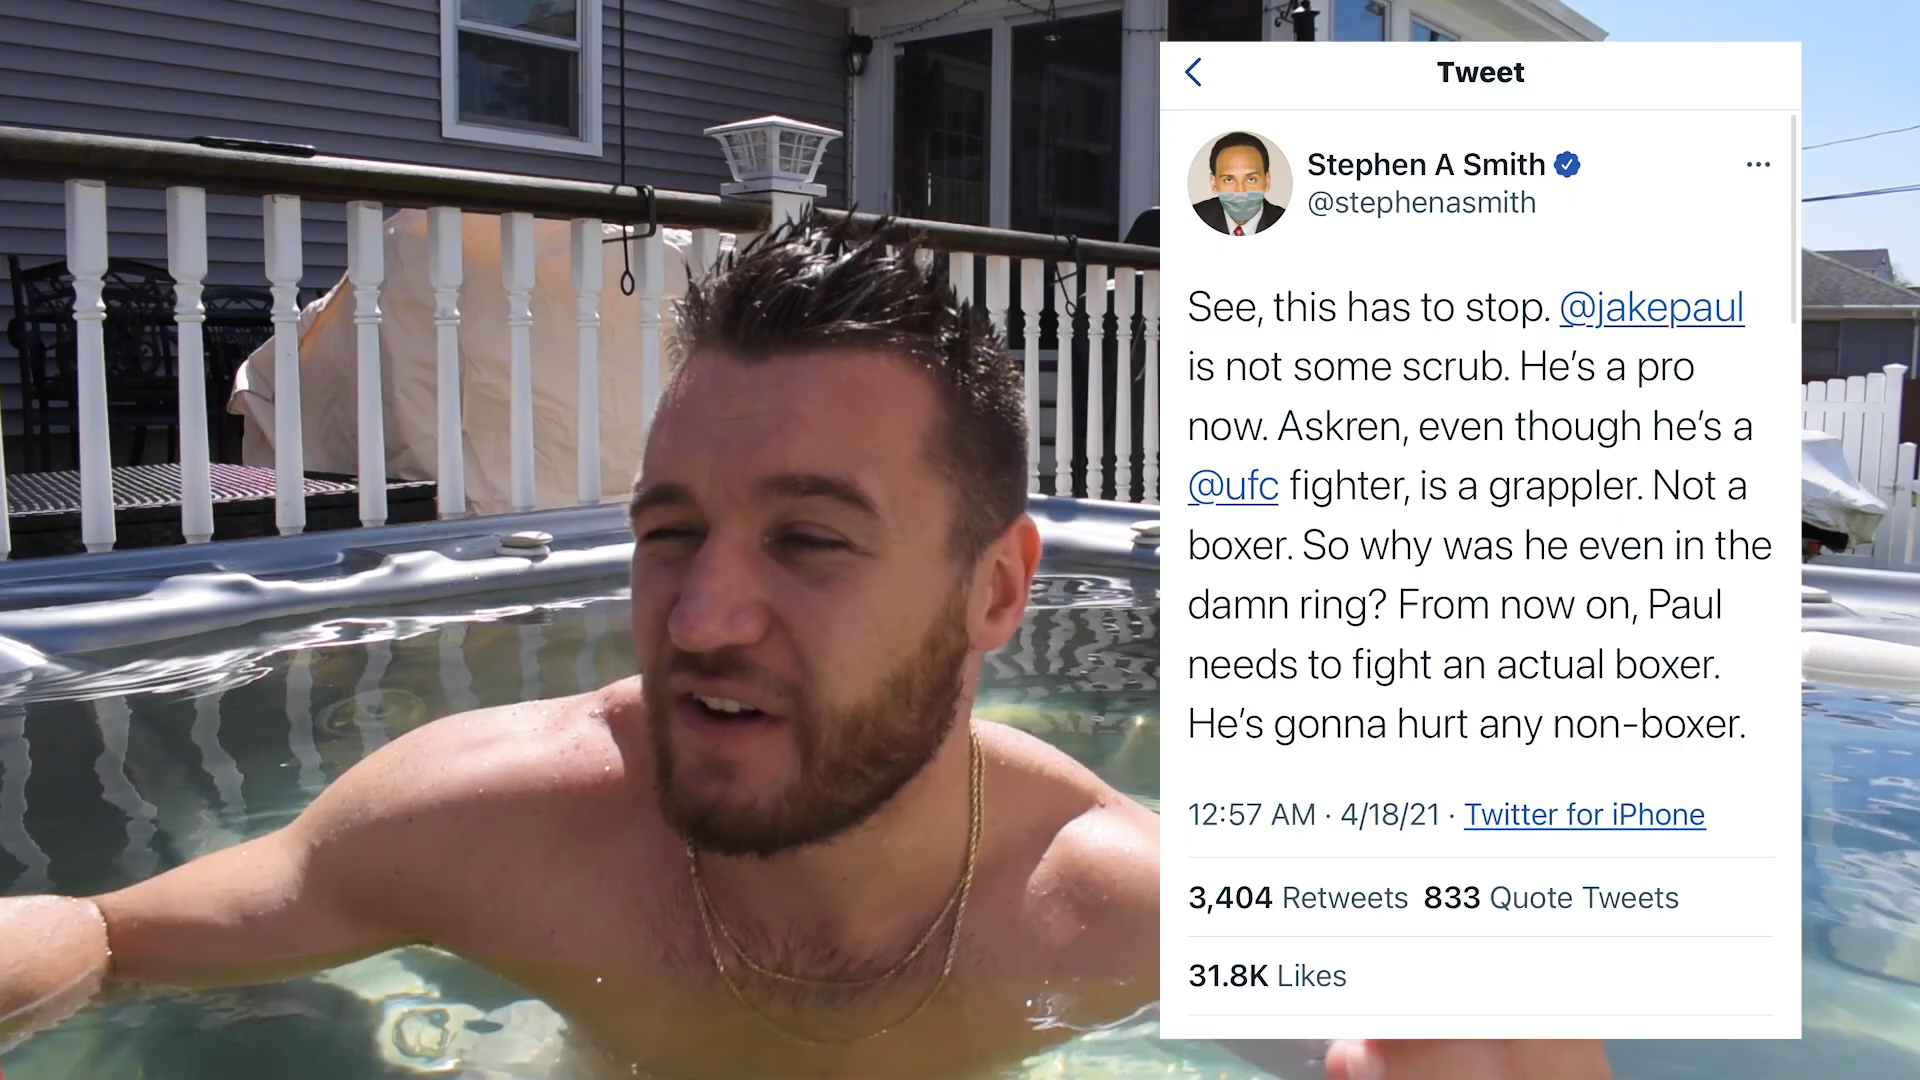 Tweet
Stephen A Smith
@stephenasmith
See, this has to stop. @jakepaul
is not some scrub. He’s a pro
now. Askren, even though he’s a
@ufc fighter, is a grappler. Not a
boxer. So why was he even in the
damn ring? From now on, Paul
needs to fight an actual boxer.
He’s gonna hurt any non-boxer.
12:57 AM · 4/18/21 · Twitter for iPhone
3,404 Retweets 833 Quote Tweets
31.8K Likes